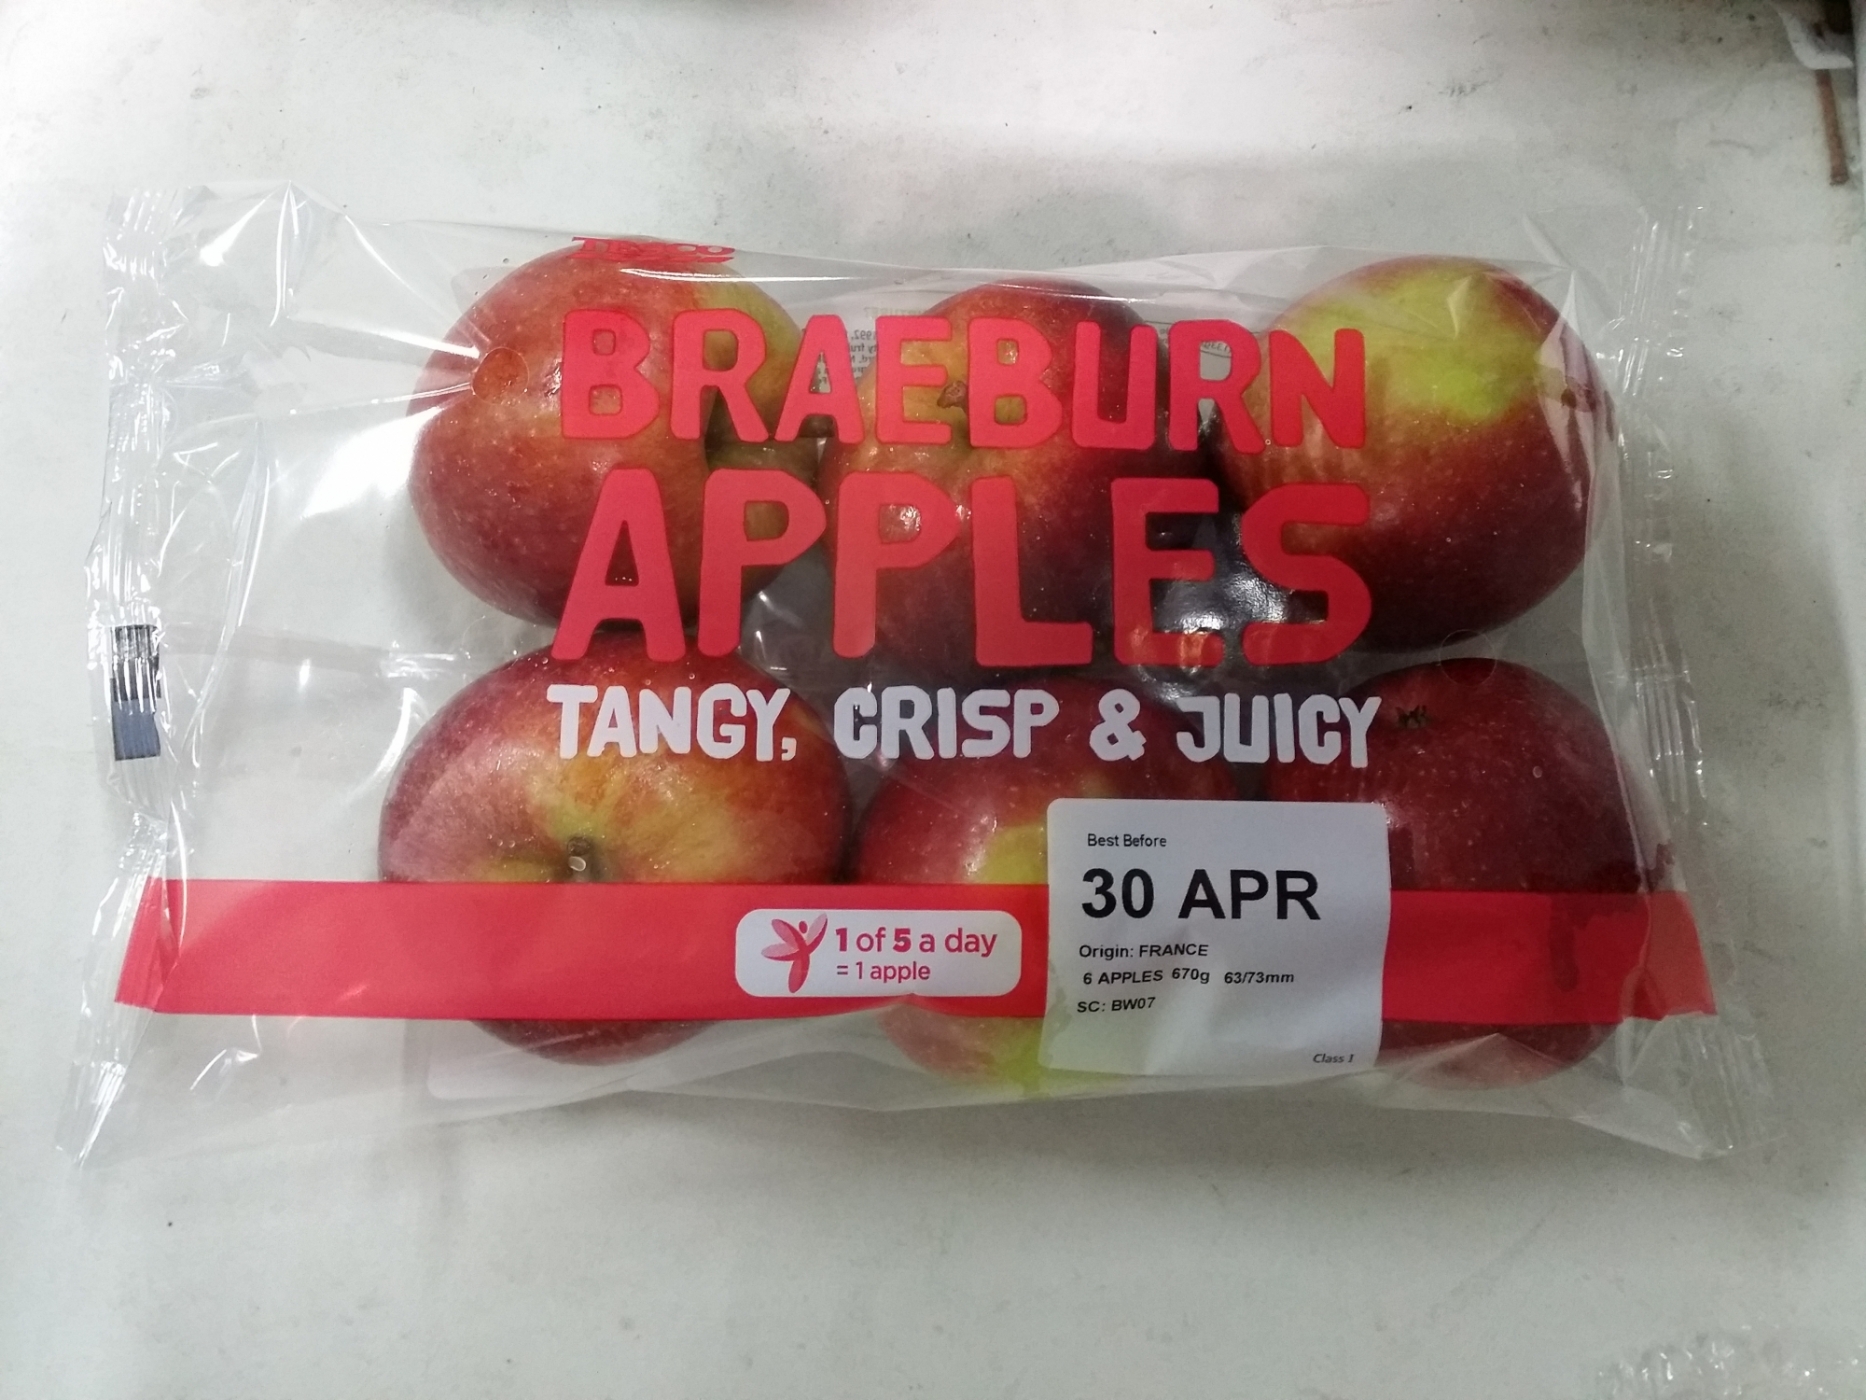 TESCO
BRAEBURN
APPLES
TANGY, CRISP & JUICY
1 of 5 a day
= 1 apple
Best Before
30 APR
Origin: FRANCE
6 APPLES 670g 63/73mm
SC: BW07
Class 1